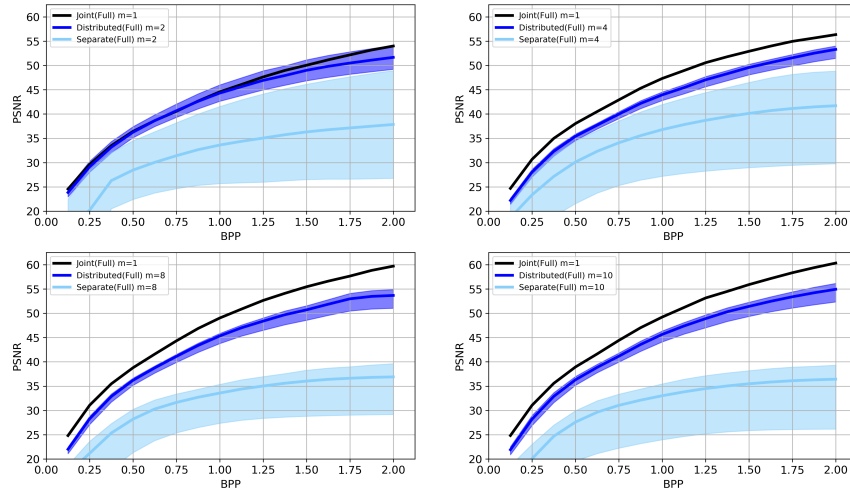 Joint(Full) m=1
Distributed(Full) m=2
Separate(Full) m=2
PSNR
55
50
45
40
35
30
25
20
0.00 0.25 0.50 0.75 1.00 1.25 1.50 1.75 2.00
BPP
Joint(Full) m=1
Distributed(Full) m=4
Separate(Full) m=4
PSNR
60
55
50
45
40
35
30
25
20
0.00 0.25 0.50 0.75 1.00 1.25 1.50 1.75 2.00
BPP
Joint(Full) m=1
Distributed(Full) m=8
Separate(Full) m=8
PSNR
60
55
50
45
40
35
30
25
20
0.00 0.25 0.50 0.75 1.00 1.25 1.50 1.75 2.00
BPP
Joint(Full) m=1
Distributed(Full) m=10
Separate(Full) m=10
PSNR
60
55
50
45
40
35
30
25
20
0.00 0.25 0.50 0.75 1.00 1.25 1.50 1.75 2.00
BPP